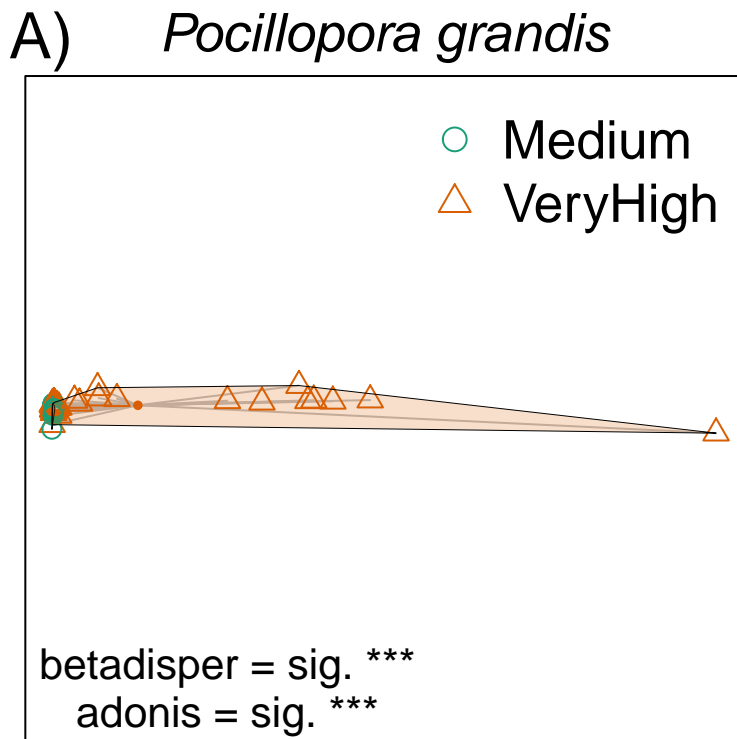 A) Pocillopora grandis
Medium
VeryHigh
betadisper = sig. ***
adonis = sig. ***